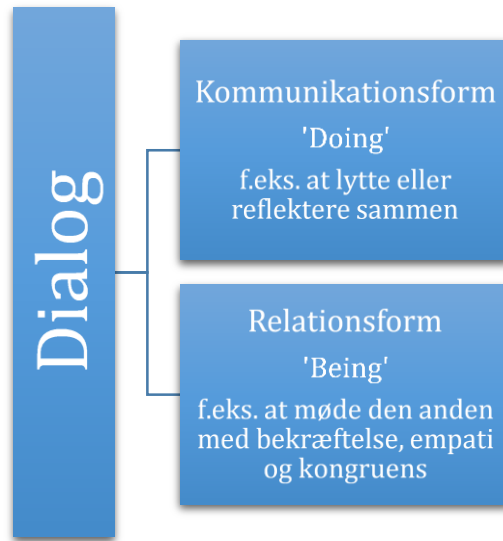 Dialog
Kommunikationsform
'Doing'
f.eks. at lytte eller
reflektere sammen
Relationsform
'Being'
f.eks. at møde den anden
med bekræftelse, empati
og kongruens